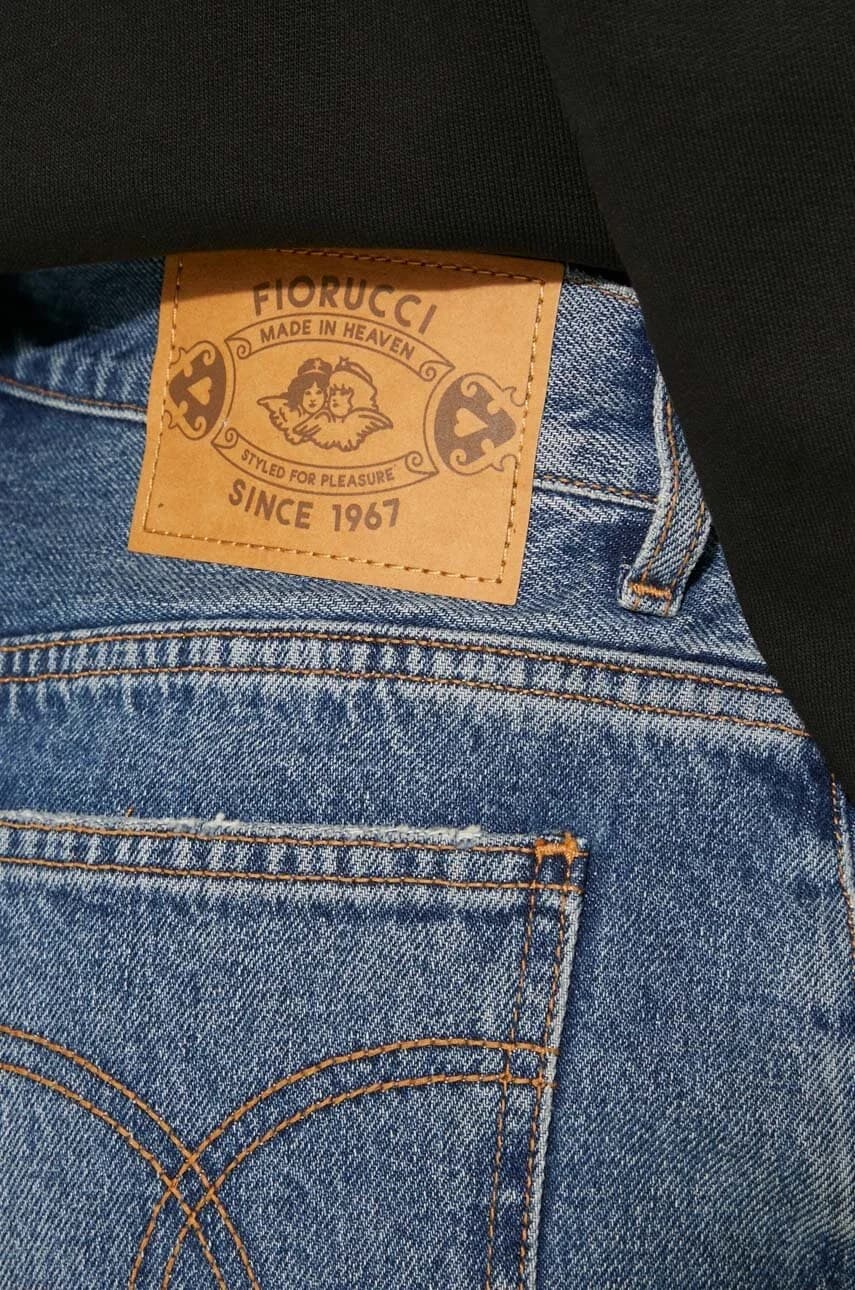 FIORUCCI
MADE IN HEAVEN
STYLED FOR PLEASURE
SINCE 1967